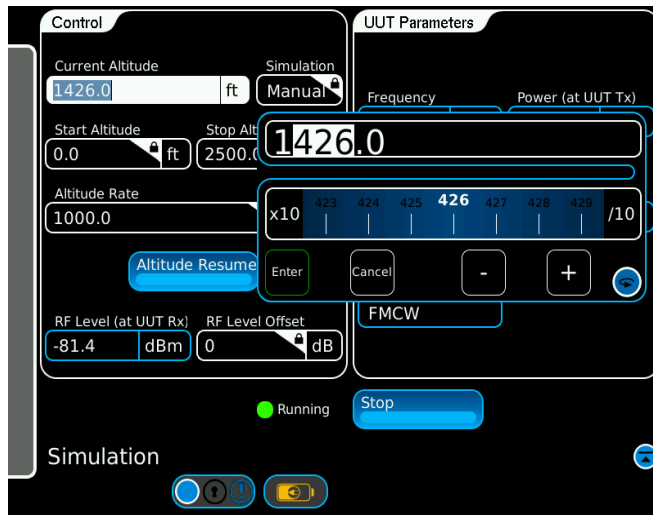 Control
UUT Parameters
Current Altitude
Simulation
1426.0 ft
Manual
Frequency
Power (at UUT Tx)
Start Altitude
Stop Alt
0.0 ft
2500.0
1426.0
Altitude Rate
1000.0
x10 423 424 425 426 427 428 429 /10
Altitude Resume
Enter Cancel - +
RF Level (at UUT Rx)
RF Level Offset
FMCW
-81.4 dBm
0 dB
Running
Stop
Simulation